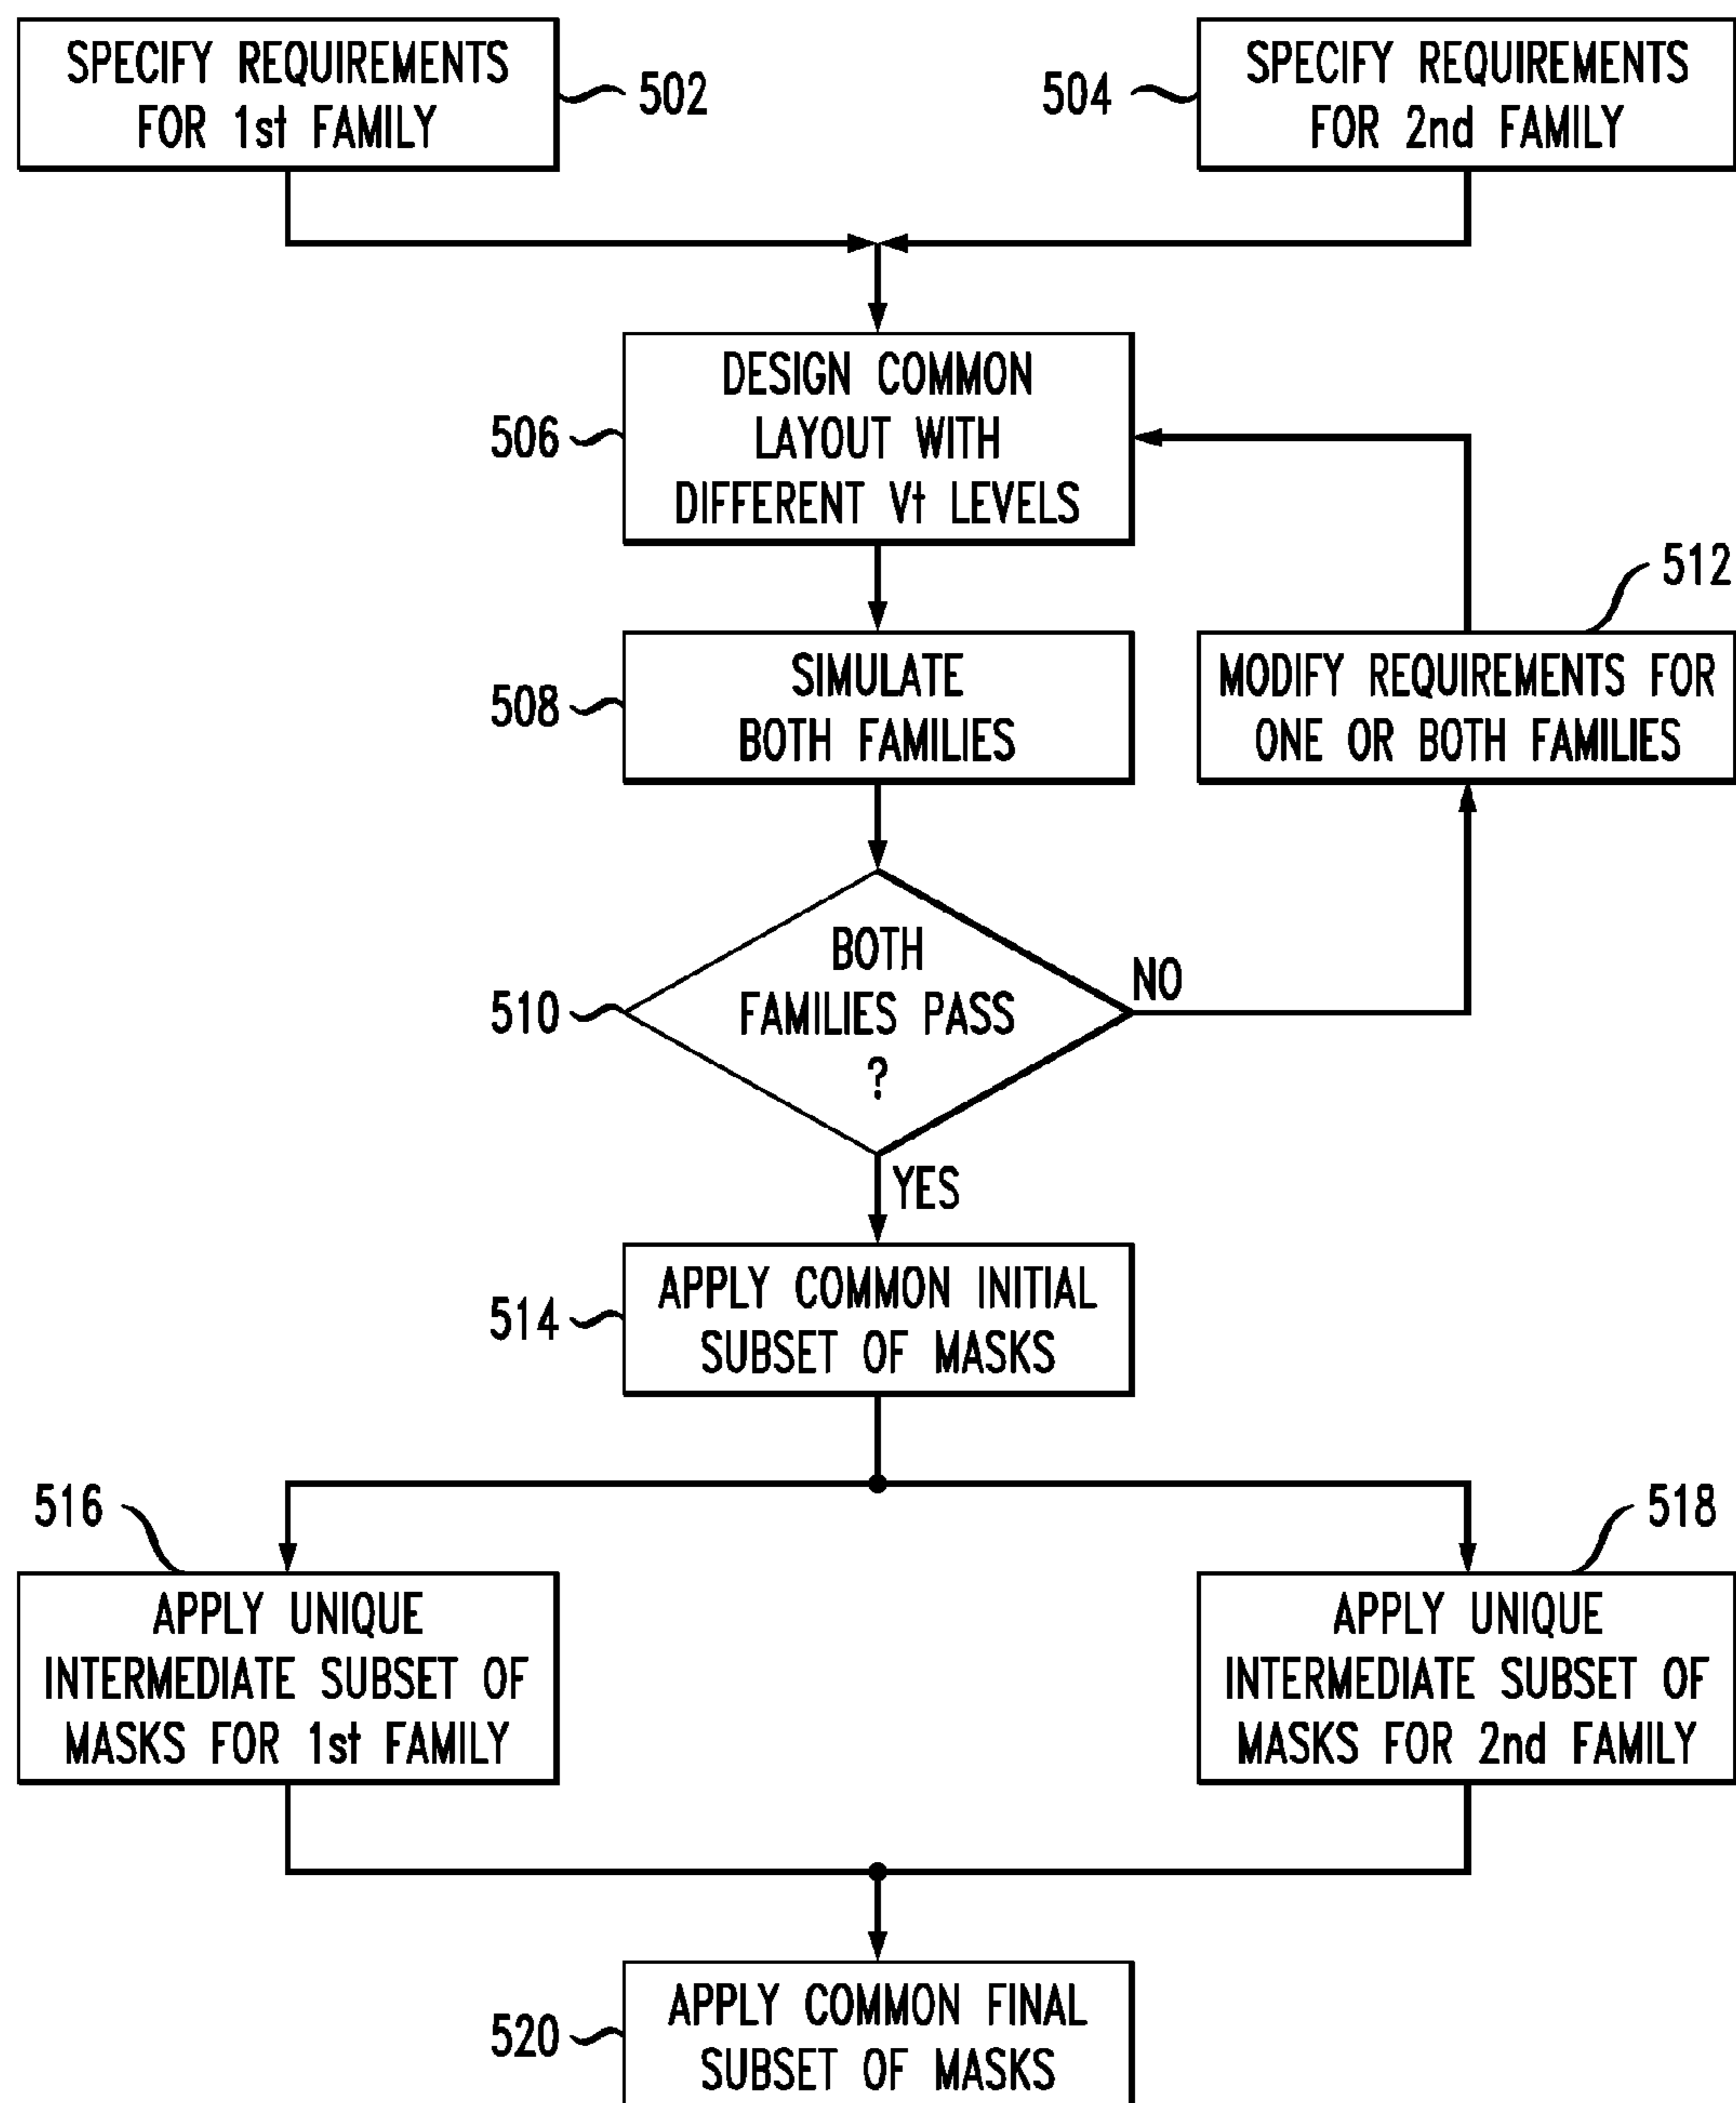 SPECIFY REQUIREMENTS
FOR 1st FAMILY
502
504
SPECIFY REQUIREMENTS
FOR 2nd FAMILY
506
DESIGN COMMON
LAYOUT WITH
DIFFERENT Vt LEVELS
512
508
SIMULATE
BOTH FAMILIES
MODIFY REQUIREMENTS FOR
ONE OR BOTH FAMILIES
510
BOTH
FAMILIES PASS
?
NO
YES
514
APPLY COMMON INITIAL
SUBSET OF MASKS
516
518
APPLY UNIQUE
INTERMEDIATE SUBSET OF
MASKS FOR 1st FAMILY
APPLY UNIQUE
INTERMEDIATE SUBSET OF
MASKS FOR 2nd FAMILY
520
APPLY COMMON FINAL
SUBSET OF MASKS